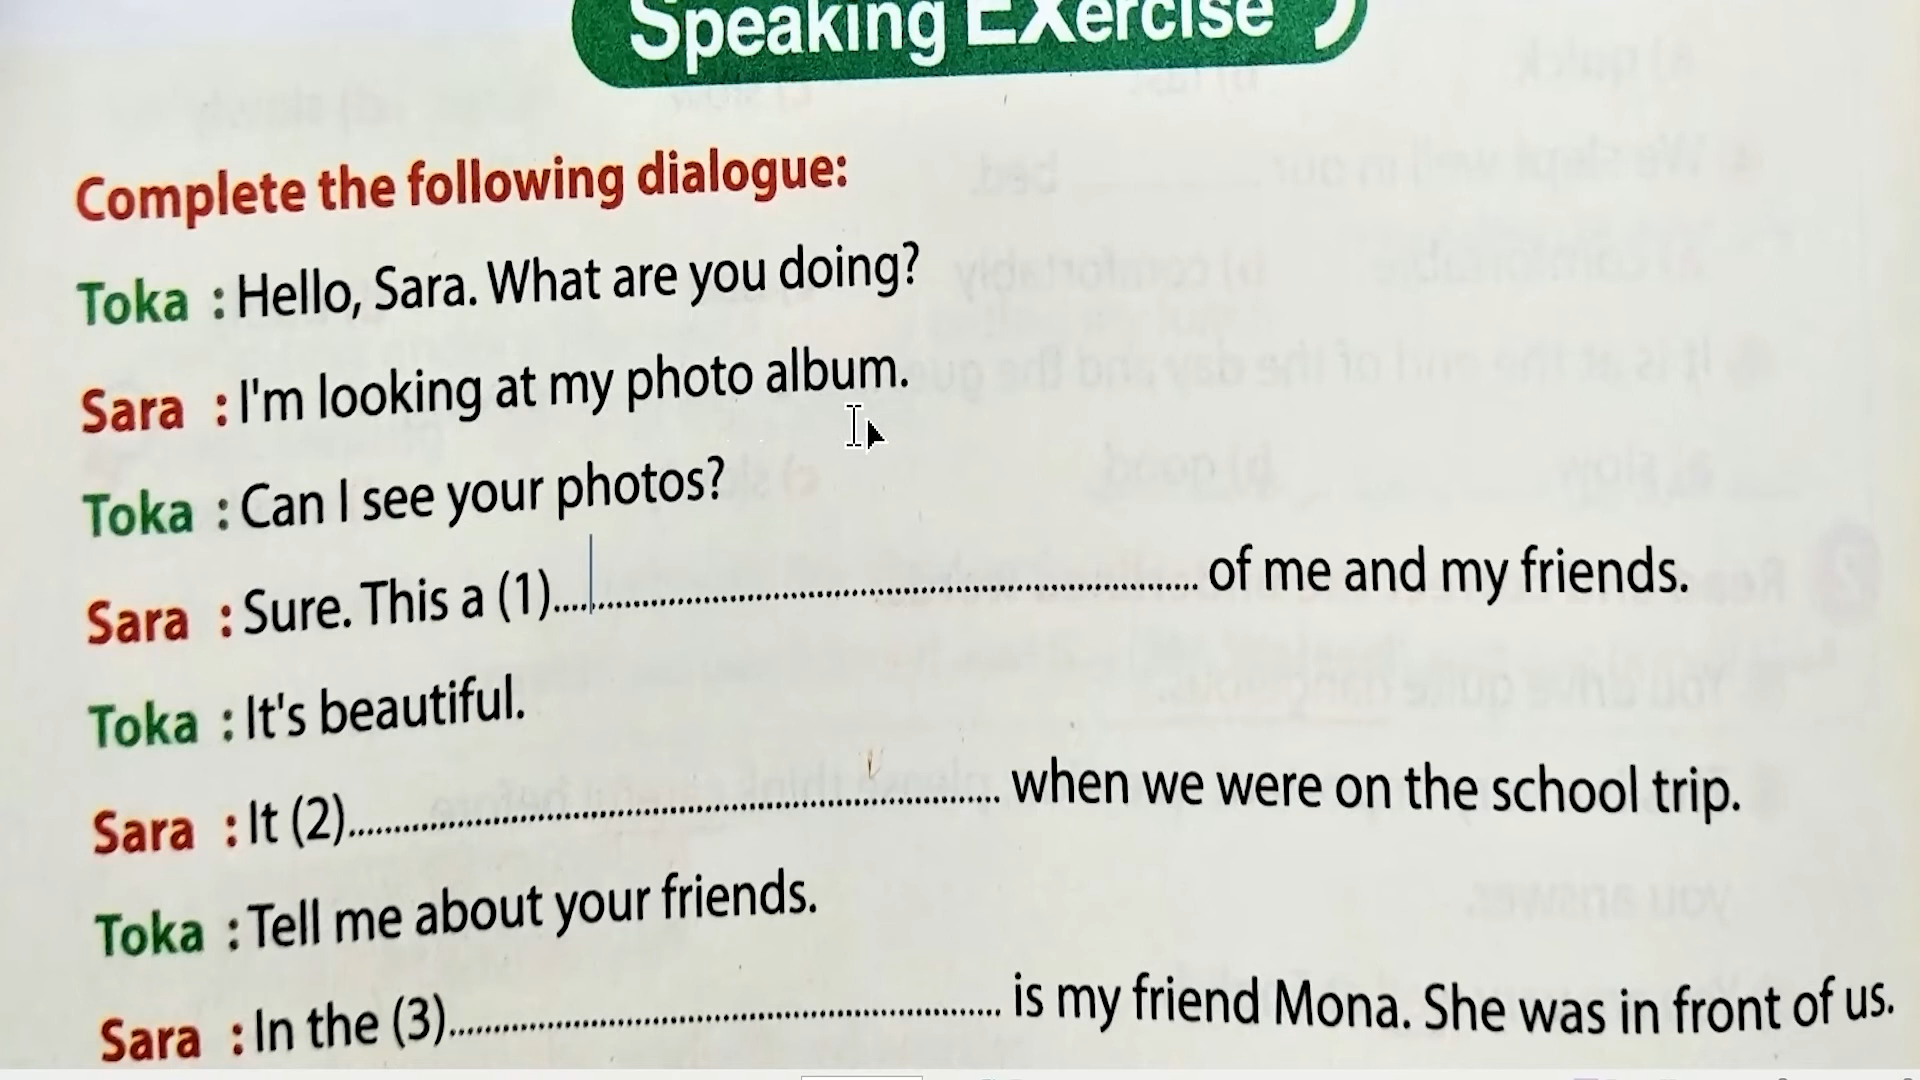 Speaking EXercise
Complete the following dialogue:
Toka : Hello, Sara. What are you doing?
Sara : I'm looking at my photo album.
Toka : Can I see your photos?
Sara : Sure. This a (1)........................ of me and my friends.
Toka : It's beautiful.
Sara : It (2)........................ when we were on the school trip.
Toka : Tell me about your friends.
Sara : In the (3)........................ is my friend Mona. She was in front of us.